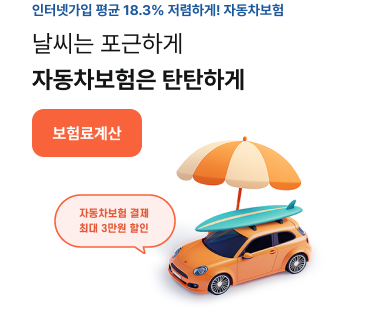 인터넷가입 평균 18.3% 저렴하게! 자동차보험
날씨는 포근하게
자동차보험은 탄탄하게
보험료계산
자동차보험 결제
최대 3만원 할인